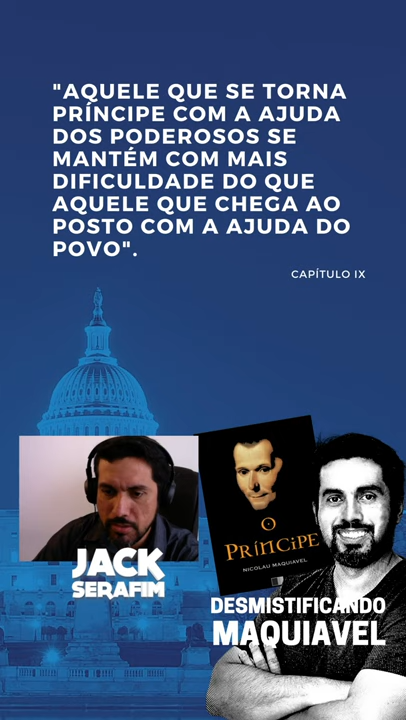 "AQUELE QUE SE TORNA
PRÍNCIPE COM A AJUDA
DOS PODEROSOS SE
MANTÉM COM MAIS
DIFICULDADE DO QUE
AQUELE QUE CHEGA AO
POSTO COM A AJUDA DO
POVO".
CAPÍTULO IX
O
PRÍNCIPE
NICOLAU MAQUIAVEL
JACK
SERAFIM
DESMISTIFICANDO
MAQUIAVEL